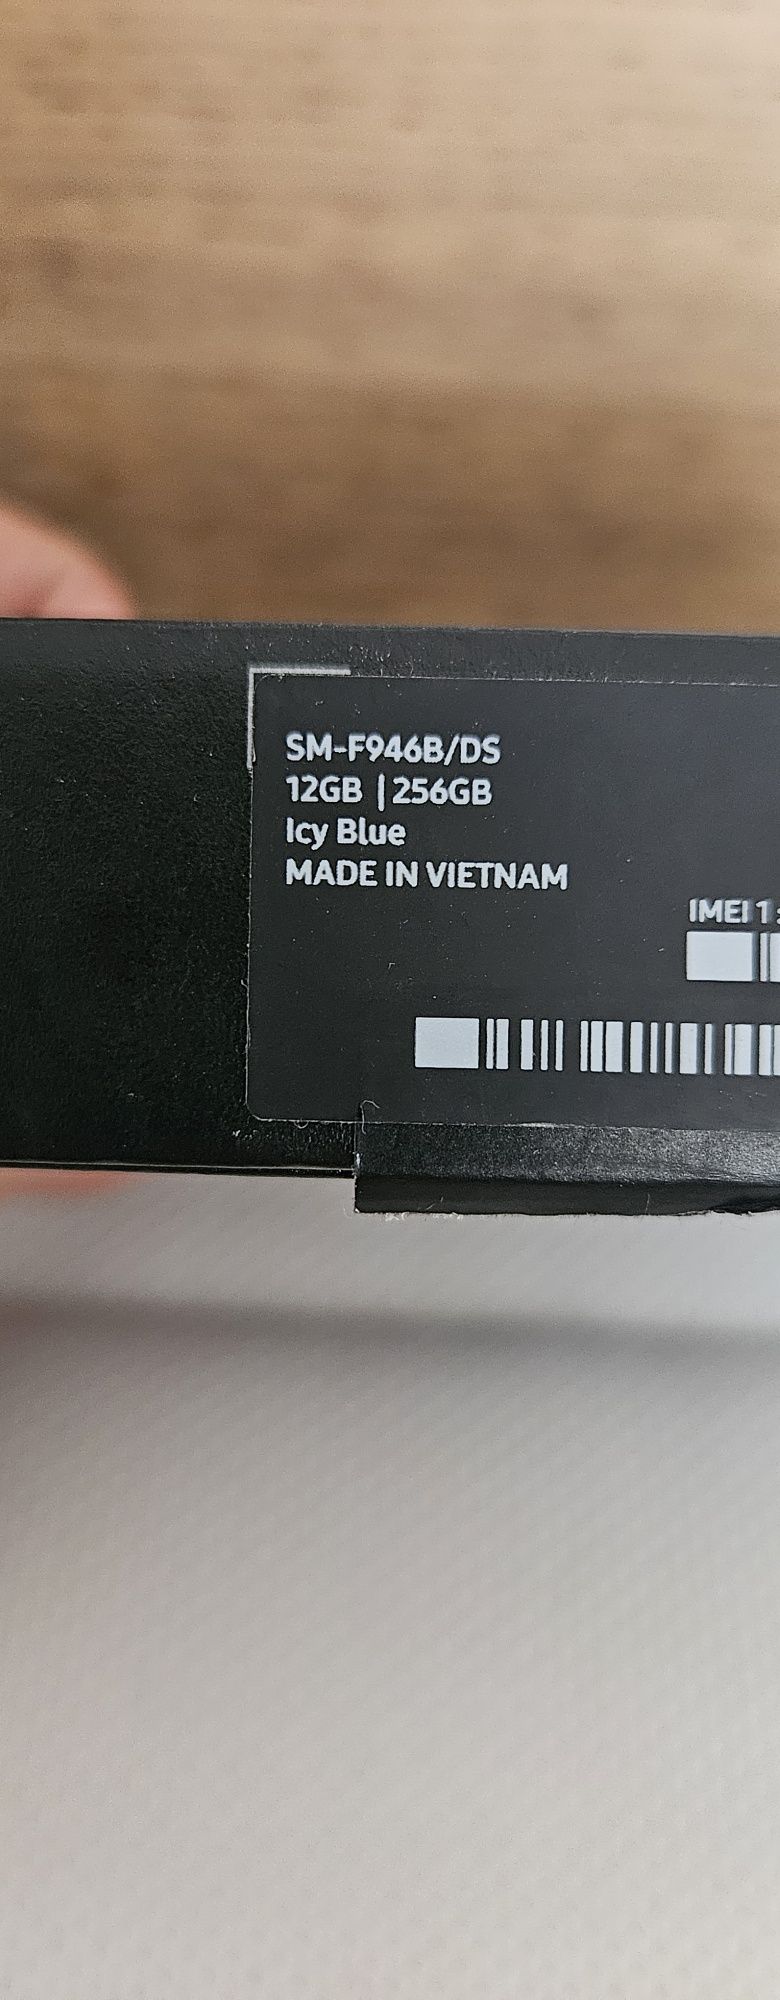 SM-F946B/DS
12GB | 256GB
Icy Blue
MADE IN VIETNAM
IMEI 1 :